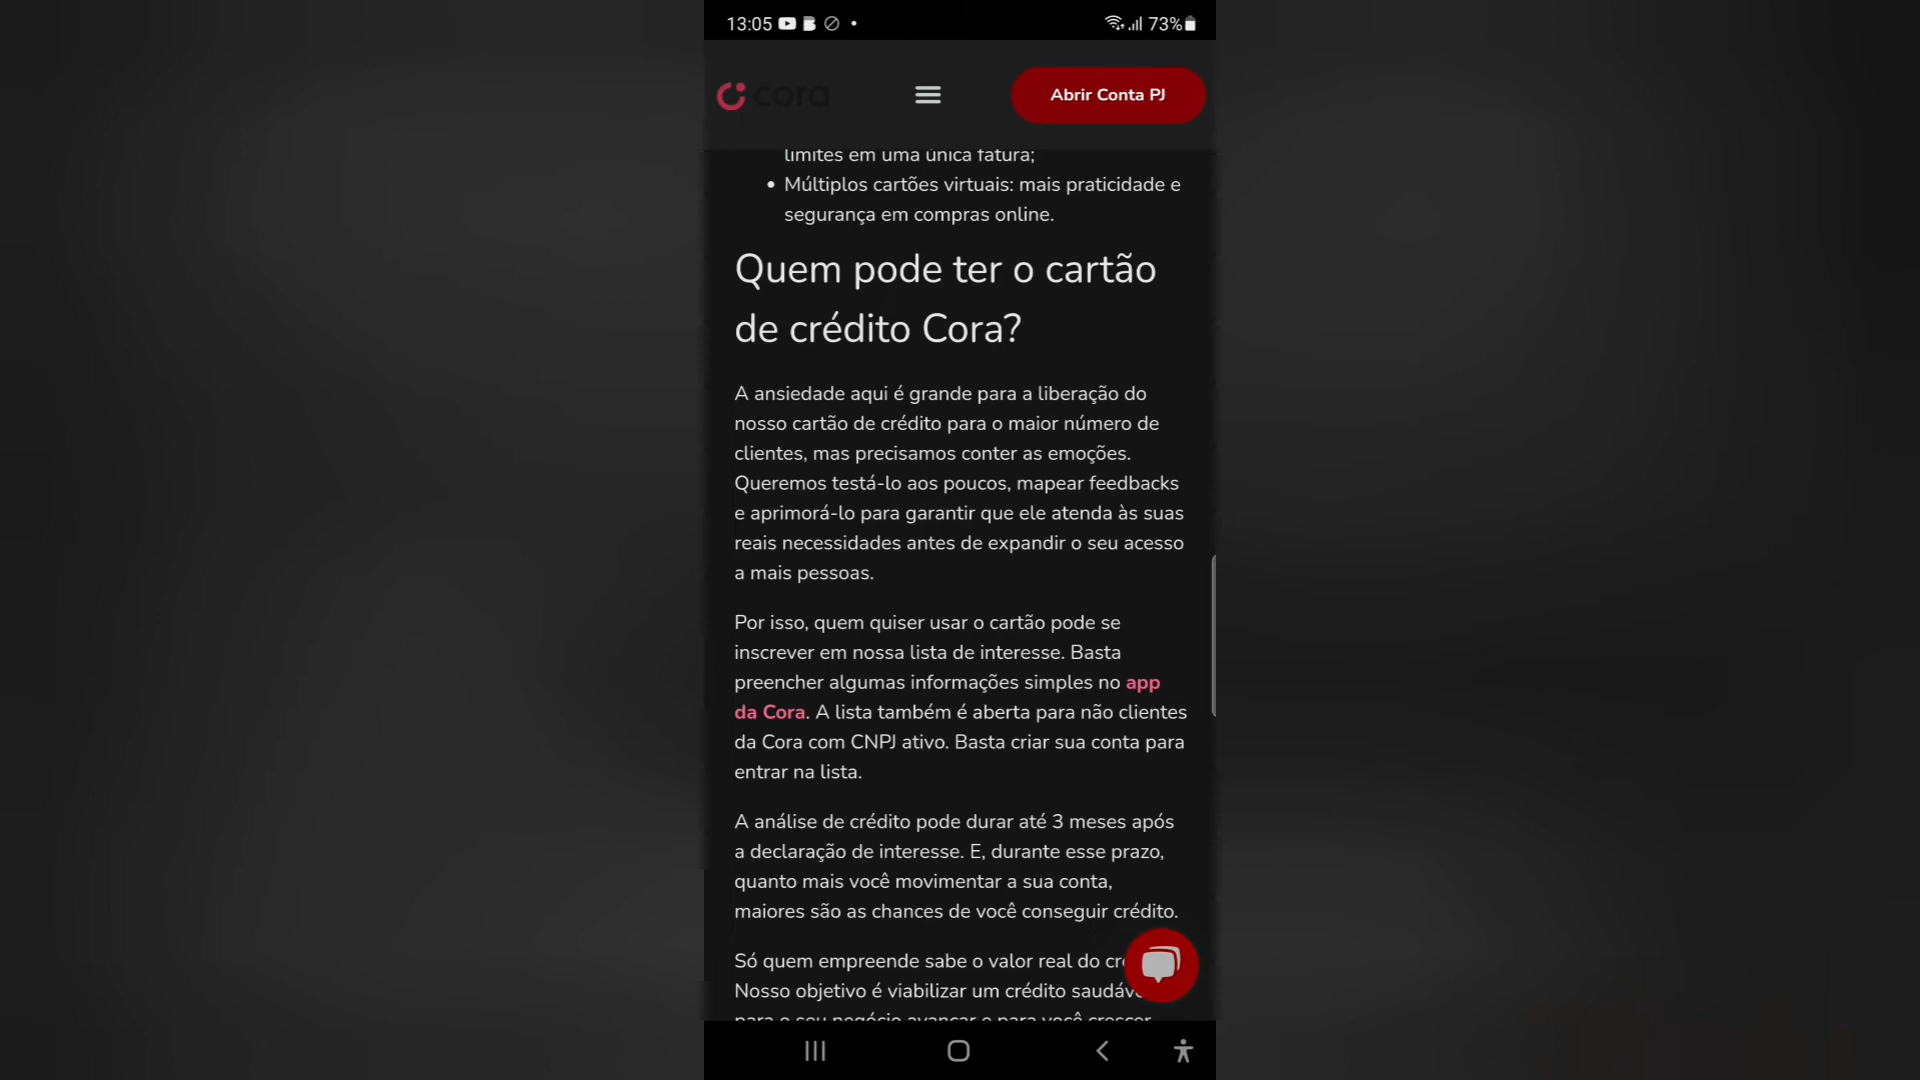 13:05
73%
cora
Abrir Conta PJ
limites em uma única fatura;
• Múltiplos cartões virtuais: mais praticidade e
segurança em compras online.
Quem pode ter o cartão
de crédito Cora?
A ansiedade aqui é grande para a liberação do
nosso cartão de crédito para o maior número de
clientes, mas precisamos conter as emoções.
Queremos testá-lo aos poucos, mapear feedbacks
e aprimorá-lo para garantir que ele atenda às suas
reais necessidades antes de expandir o seu acesso
a mais pessoas.
Por isso, quem quiser usar o cartão pode se
inscrever em nossa lista de interesse. Basta
preencher algumas informações simples no app
da Cora. A lista também é aberta para não clientes
da Cora com CNPJ ativo. Basta criar sua conta para
entrar na lista.
A análise de crédito pode durar até 3 meses após
a declaração de interesse. E, durante esse prazo,
quanto mais você movimentar a sua conta,
maiores são as chances de você conseguir crédito.
Só quem empreende sabe o valor real do
Nosso objetivo é viabilizar um crédito
para o seu negócio avançar e para você crescer